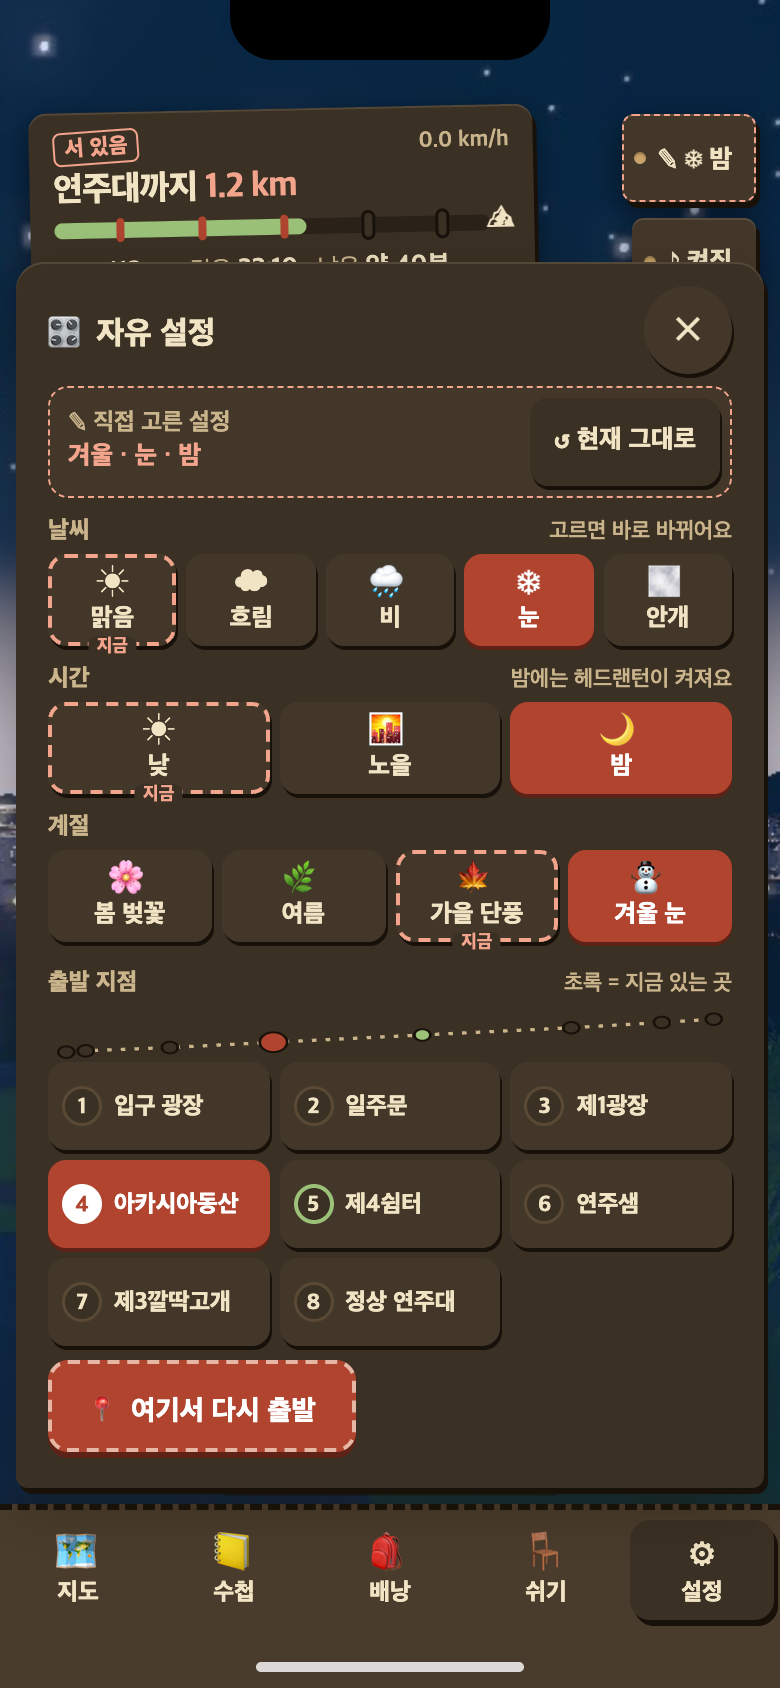 서 있음
0.0 km/h
연주대까지 1.2 km
밤
켜짐
자유 설정
직접 고른 설정
겨울 · 눈 · 밤
↺ 현재 그대로
날씨
고르면 바로 바뀌어요
맑음
흐림
비
눈
안개
지금
시간
밤에는 헤드랜턴이 켜져요
낮
노을
밤
지금
계절
봄 벚꽃
여름
가을 단풍
겨울 눈
지금
출발 지점
초록 = 지금 있는 곳
1 입구 광장
2 일주문
3 제1광장
4 아카시아동산
5 제4쉼터
6 연주샘
7 제3깔딱고개
8 정상 연주대
여기서 다시 출발
지도
수첩
배낭
쉬기
설정